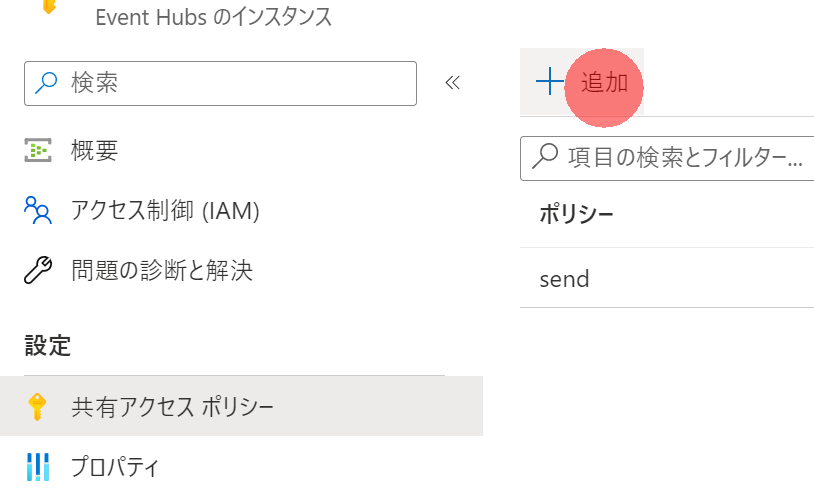 Event Hubs のインスタンス
検索
概要
アクセス制御 (IAM)
問題の診断と解決
設定
共有アクセス ポリシー
プロパティ
追加
項目の検索とフィルター...
ポリシー
send